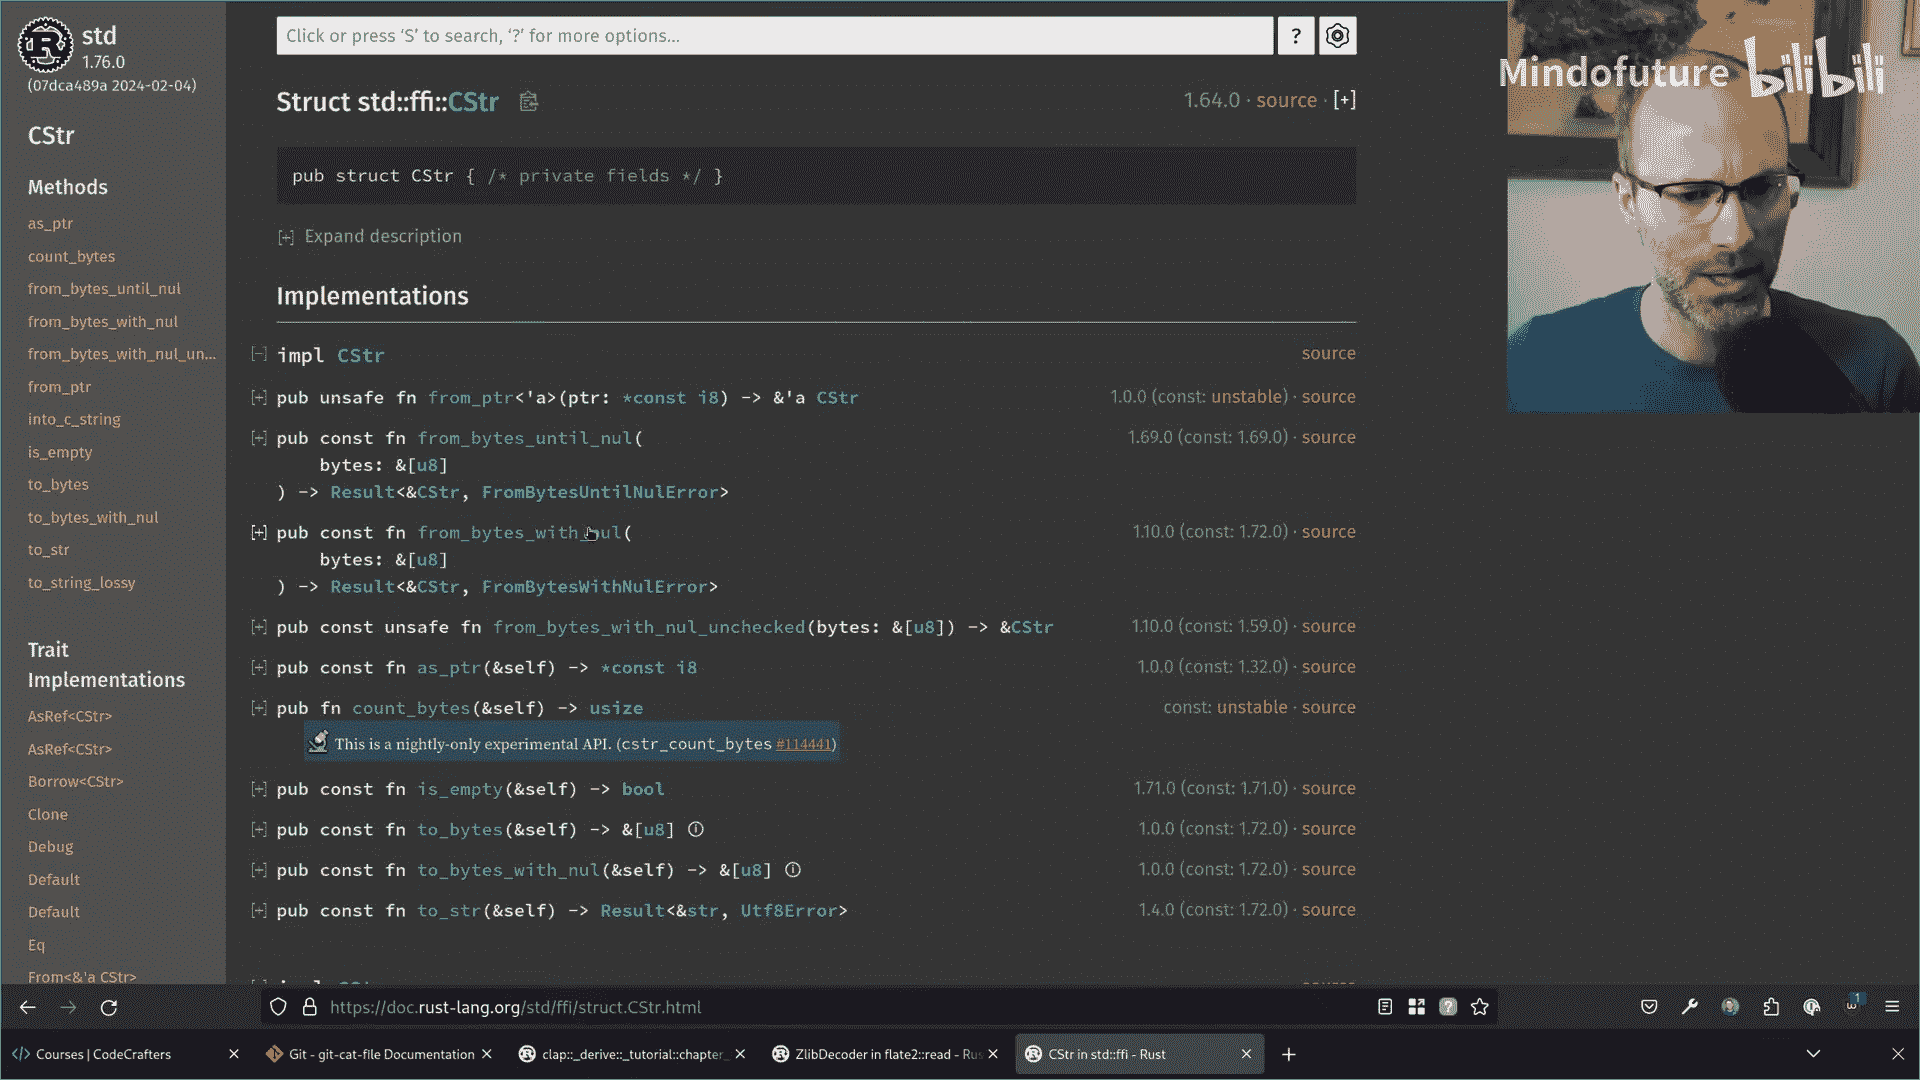 std
1.76.0
(07dca489a 2024-02-04)
CStr
Methods
as_ptr
count_bytes
from_bytes_until_nul
from_bytes_with_nul
from_bytes_with_nul_un...
from_ptr
into_c_string
is_empty
to_bytes
to_bytes_with_nul
to_str
to_string_lossy
Trait
Implementations
AsRef<CStr>
AsRef<CStr>
Borrow<CStr>
Clone
Debug
Default
Default
Eq
From<&'a CStr>
Click or press ‘S’ to search, ‘?’ for more options...
?
Struct std::ffi::CStr
1.64.0 · source · [+]
pub struct CStr { /* private fields */ }
[+] Expand description
Implementations
[-] impl CStr source
[+] pub unsafe fn from_ptr<'a>(ptr: *const i8) -> &'a CStr 1.0.0 (const: unstable) · source
[+] pub const fn from_bytes_until_nul( 1.69.0 (const: 1.69.0) · source
bytes: &[u8]
) -> Result<&CStr, FromBytesUntilNulError>
[+] pub const fn from_bytes_with_nul( 1.10.0 (const: 1.72.0) · source
bytes: &[u8]
) -> Result<&CStr, FromBytesWithNulError>
[+] pub const unsafe fn from_bytes_with_nul_unchecked(bytes: &[u8]) -> &CStr 1.10.0 (const: 1.59.0) · source
[+] pub const fn as_ptr(&self) -> *const i8 1.0.0 (const: 1.32.0) · source
[+] pub fn count_bytes(&self) -> usize const: unstable · source
This is a nightly-only experimental API. (cstr_count_bytes #114441)
[+] pub const fn is_empty(&self) -> bool 1.71.0 (const: 1.71.0) · source
[+] pub const fn to_bytes(&self) -> &[u8] ⓘ 1.0.0 (const: 1.72.0) · source
[+] pub const fn to_bytes_with_nul(&self) -> &[u8] ⓘ 1.0.0 (const: 1.72.0) · source
[+] pub const fn to_str(&self) -> Result<&str, Utf8Error> 1.4.0 (const: 1.72.0) · source
Mindofuture bilibili
https://doc.rust-lang.org/std/ffi/struct.CStr.html
1
Courses | CodeCrafters
Git - git-cat-file Documentation
clap::_derive::_tutorial::chapter_
ZlibDecoder in flate2::read - Rus
CStr in std::ffi - Rust